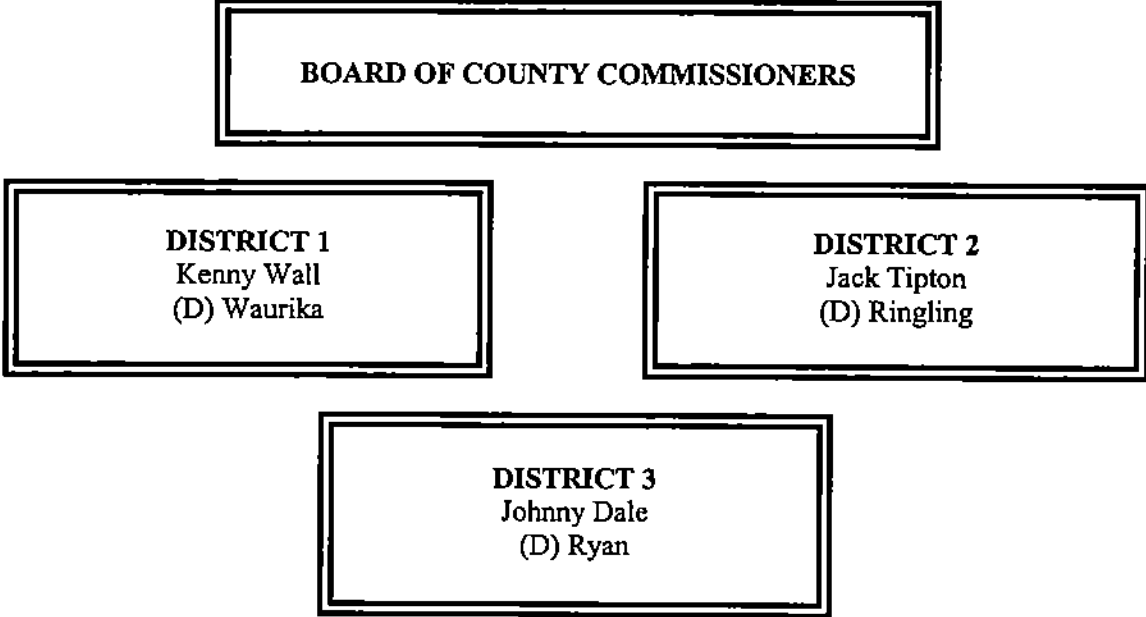 BOARD OF COUNTY COMMISSIONERS
DISTRICT 1
Kenny Wall
(D) Waurika
DISTRICT 2
Jack Tipton
(D) Ringling
DISTRICT 3
Johnny Dale
(D) Ryan